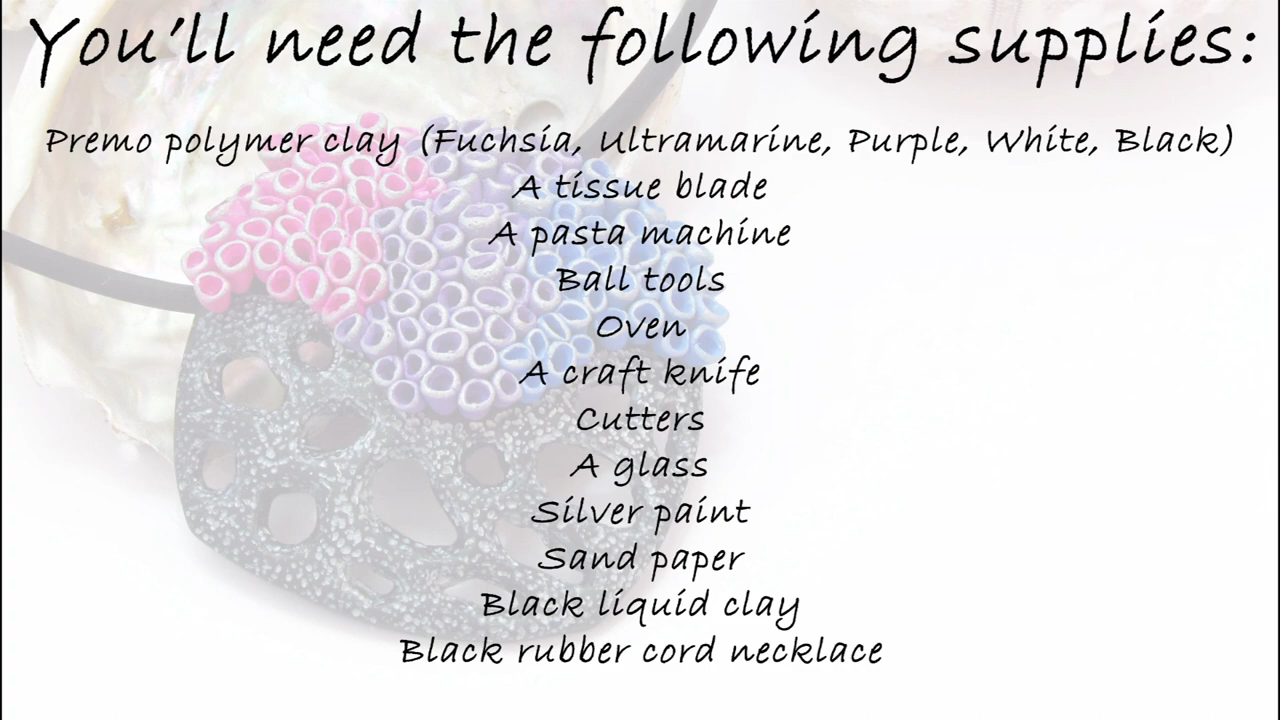 You'll need the following supplies:
Premo polymer clay (Fuchsia, Ultramarine, Purple, White, Black)
A tissue blade
A pasta machine
Ball tools
Oven
A craft knife
Cutters
A glass
Silver paint
Sand paper
Black liquid clay
Black rubber cord necklace